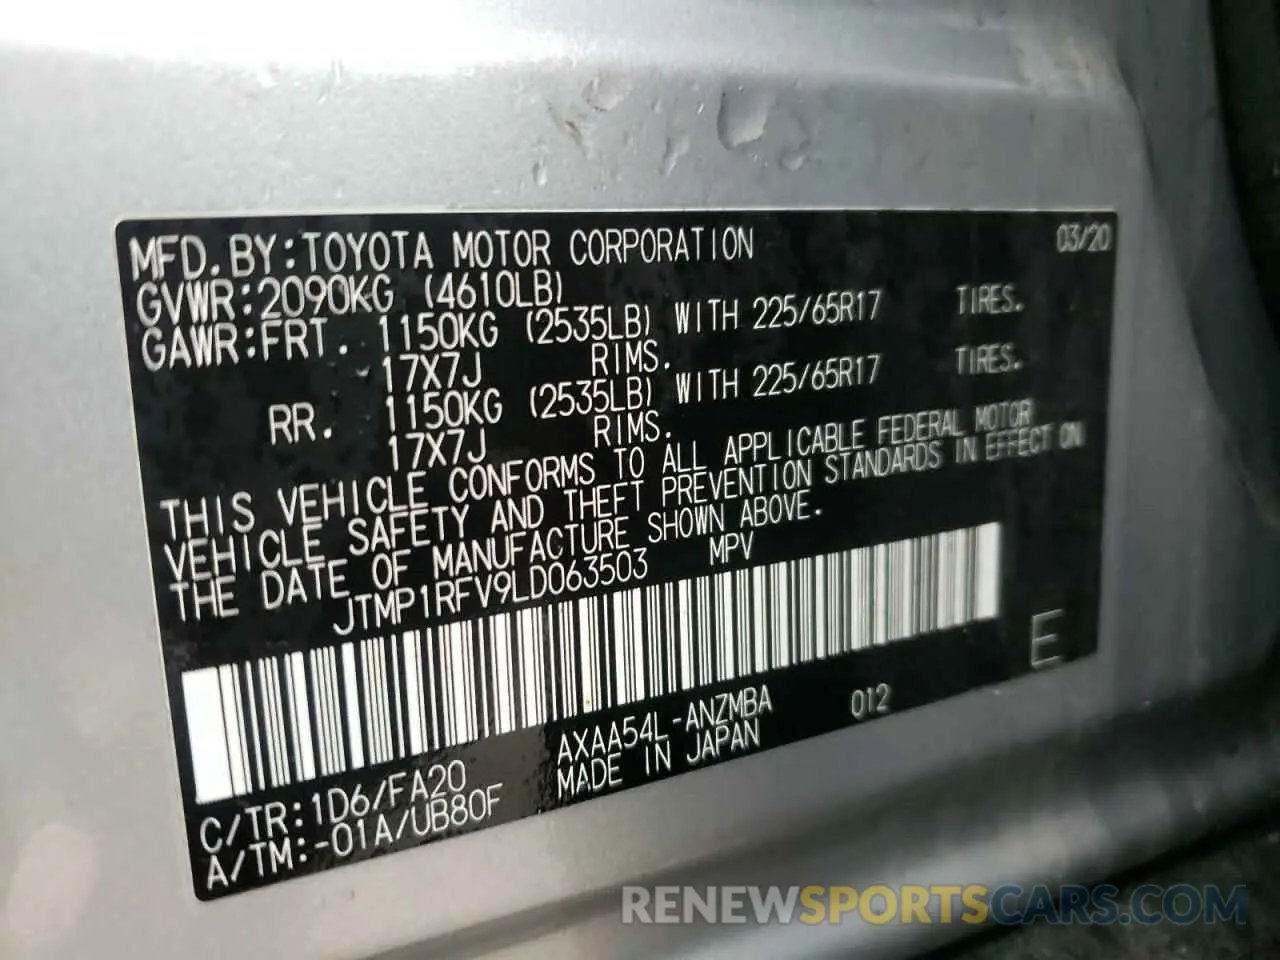 MFD. BY: TOYOTA MOTOR CORPORATION 03/20
GVWR: 2090KG (4610LB)
GAWR: FRT. 1150KG (2535LB) WITH 225/65R17 TIRES.
17X7J RIMS.
RR. 1150KG (2535LB) WITH 225/65R17 TIRES.
17X7J RIMS.
THIS VEHICLE CONFORMS TO ALL APPLICABLE FEDERAL MOTOR
VEHICLE SAFETY AND THEFT PREVENTION STANDARDS IN EFFECT ON
THE DATE OF MANUFACTURE SHOWN ABOVE.
JTMP1RFV9LD063503 MPV
E
AXAA54L-ANZMBA 012
MADE IN JAPAN
C/TR: 1D6/FA20
A/TM: -01A/UB80F
RENEWSPORTSCARS.COM